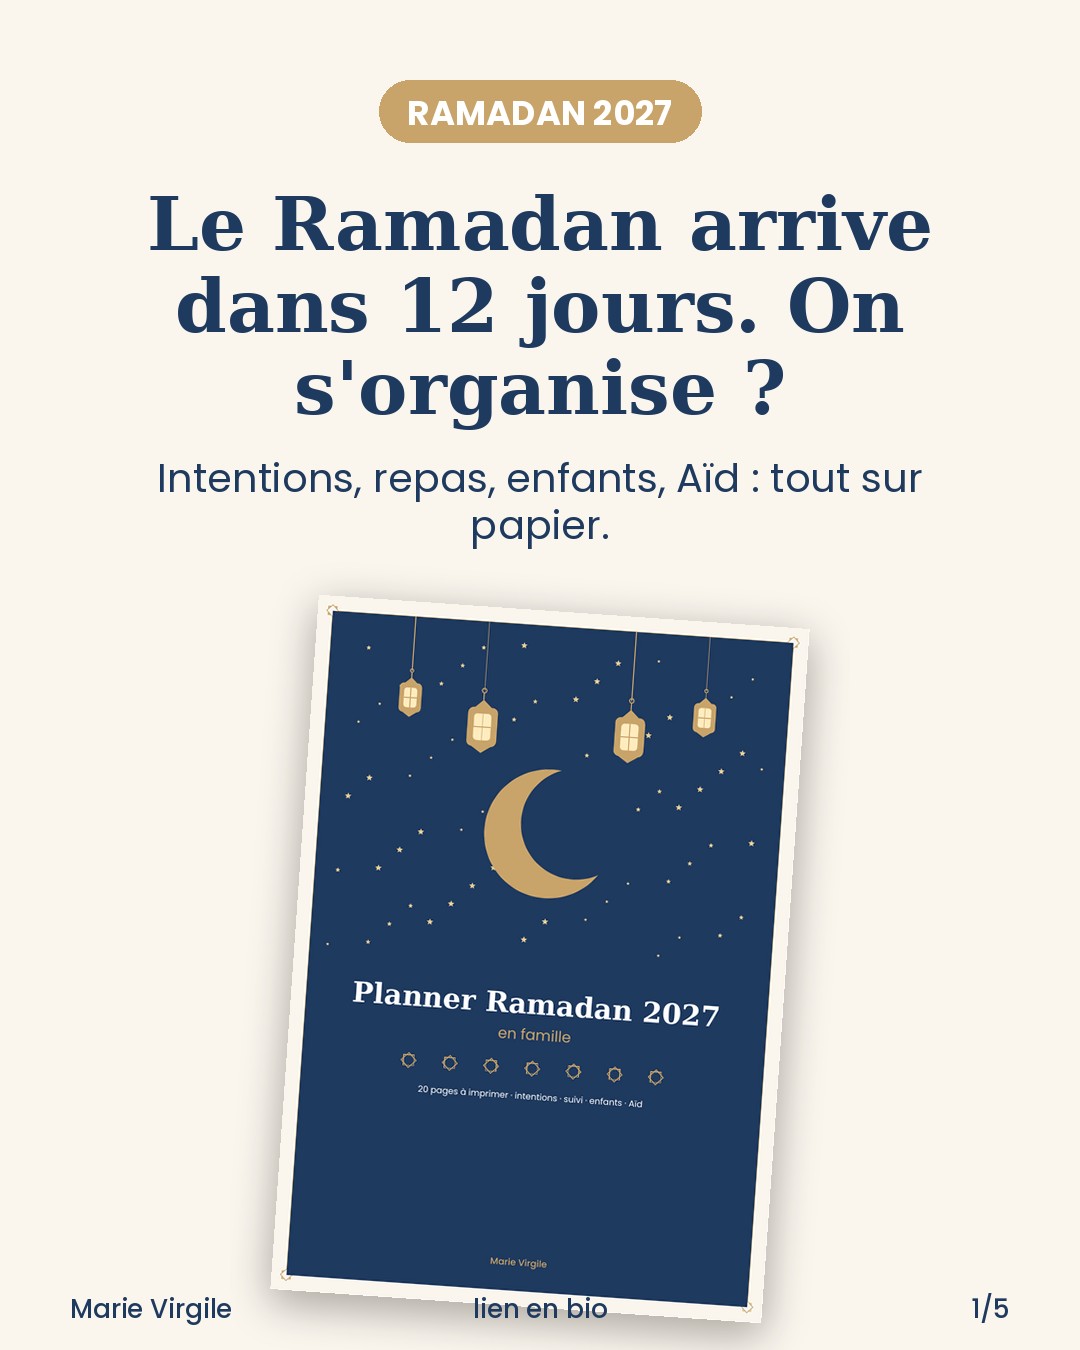 RAMADAN 2027
Le Ramadan arrive
dans 12 jours. On
s'organise ?
Intentions, repas, enfants, Aïd : tout sur
papier.
Planner Ramadan 2027
en famille
20 pages à imprimer · intentions · suivi · enfants · Aïd
Marie Virgile
Marie Virgile
lien en bio
1/5